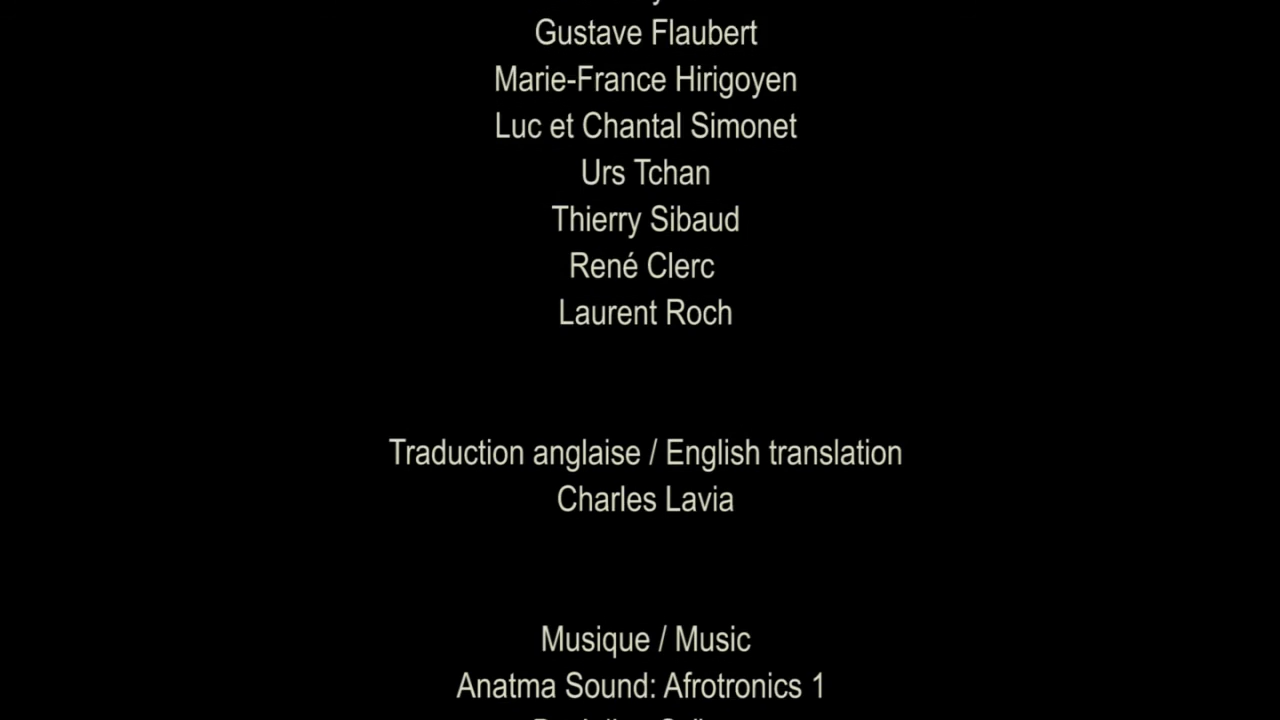 Gustave Flaubert
Marie-France Hirigoyen
Luc et Chantal Simonet
Urs Tchan
Thierry Sibaud
René Clerc
Laurent Roch
Traduction anglaise / English translation
Charles Lavia
Musique / Music
Anatma Sound: Afrotronics 1